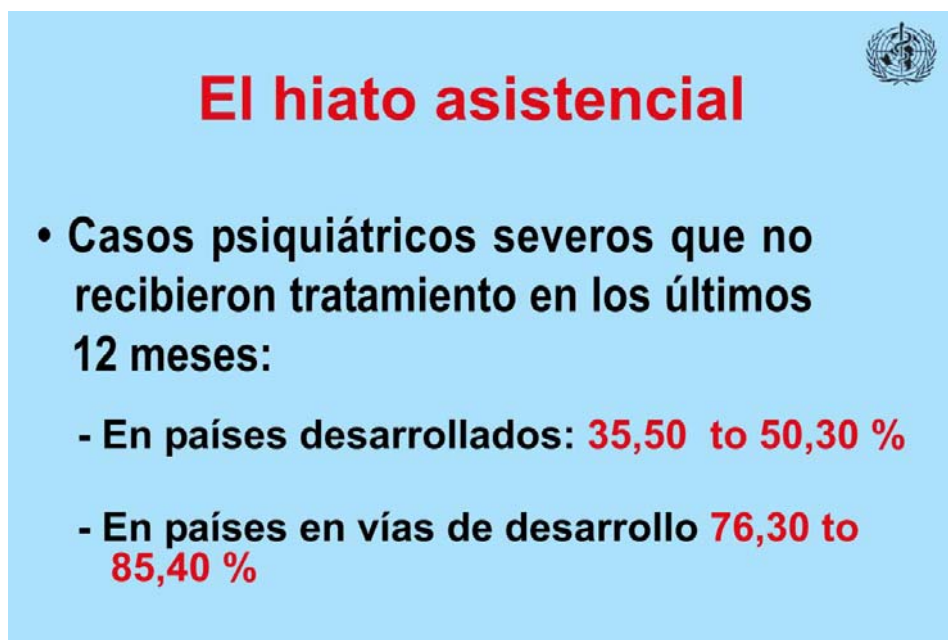 El hiato asistencial
• Casos psiquiátricos severos que no
recibieron tratamiento en los últimos
12 meses:
- En países desarrollados: 35,50 to 50,30 %
- En países en vías de desarrollo 76,30 to
85,40 %